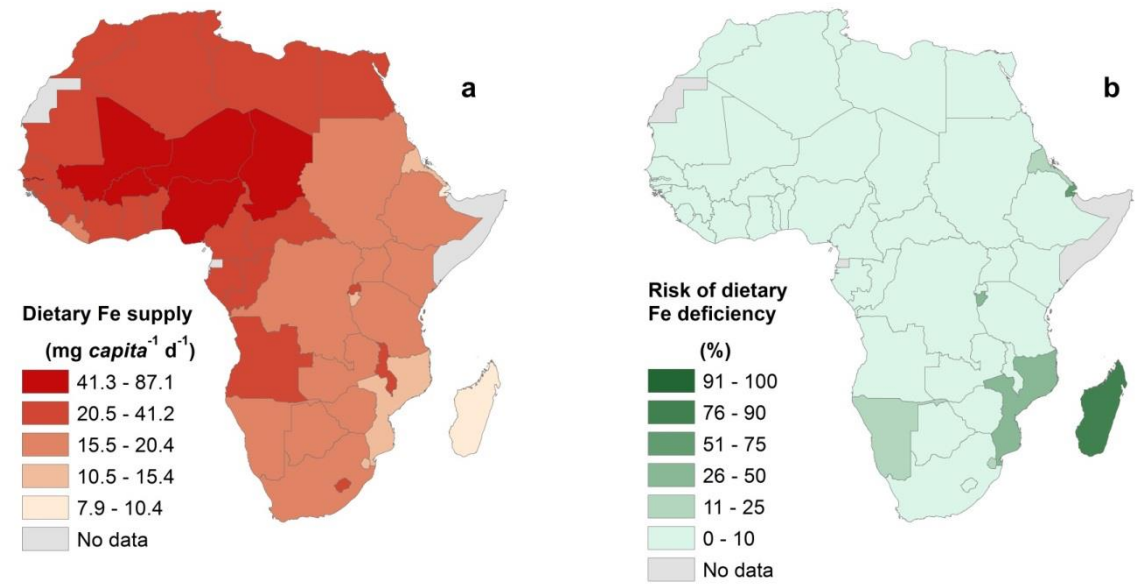 a
Dietary Fe supply
(mg capita⁻¹ d⁻¹)
41.3 - 87.1
20.5 - 41.2
15.5 - 20.4
10.5 - 15.4
7.9 - 10.4
No data
b
Risk of dietary
Fe deficiency
(%)
91 - 100
76 - 90
51 - 75
26 - 50
11 - 25
0 - 10
No data